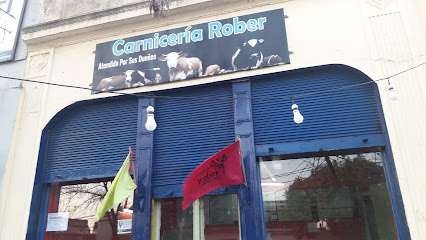 Carnicería Rober
Atendido Por Sus Dueños